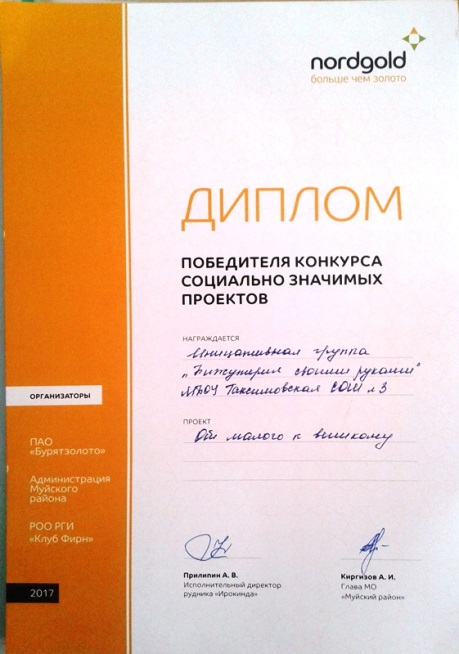 nordgold
больше чем золото
ДИПЛОМ
ПОБЕДИТЕЛЯ КОНКУРСА
СОЦИАЛЬНО ЗНАЧИМЫХ
ПРОЕКТОВ
НАГРАЖДАЕТСЯ
Инициативная группа
„Бижутерия своими руками"
МБОУ Таксимовская СОШ №3
ПРОЕКТ
От малого к великому
ОРГАНИЗАТОРЫ
ПАО
«Бурятзолото»
Администрация
Муйского
района
РОО РГИ
«Клуб Фирн»
2017
Прилипин А. В.
Исполнительный директор
рудника «Ирокинда»
Киргизов А. И.
Глава МО
«Муйский район»